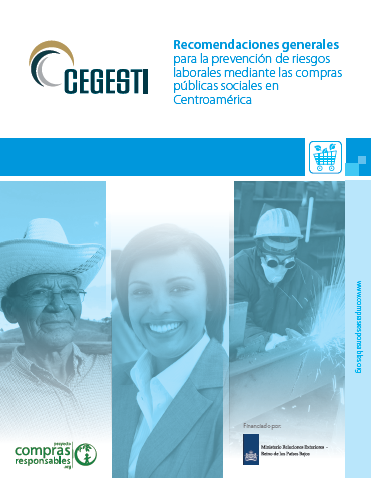 CEGESTI
Recomendaciones generales
para la prevención de riesgos
laborales mediante las compras
públicas sociales en
Centroamérica
www.comprasresponsables.org
Financiado por:
Ministerio Relaciones Exteriores -
Reino de los Países Bajos
proyecto
compras
responsables
.org